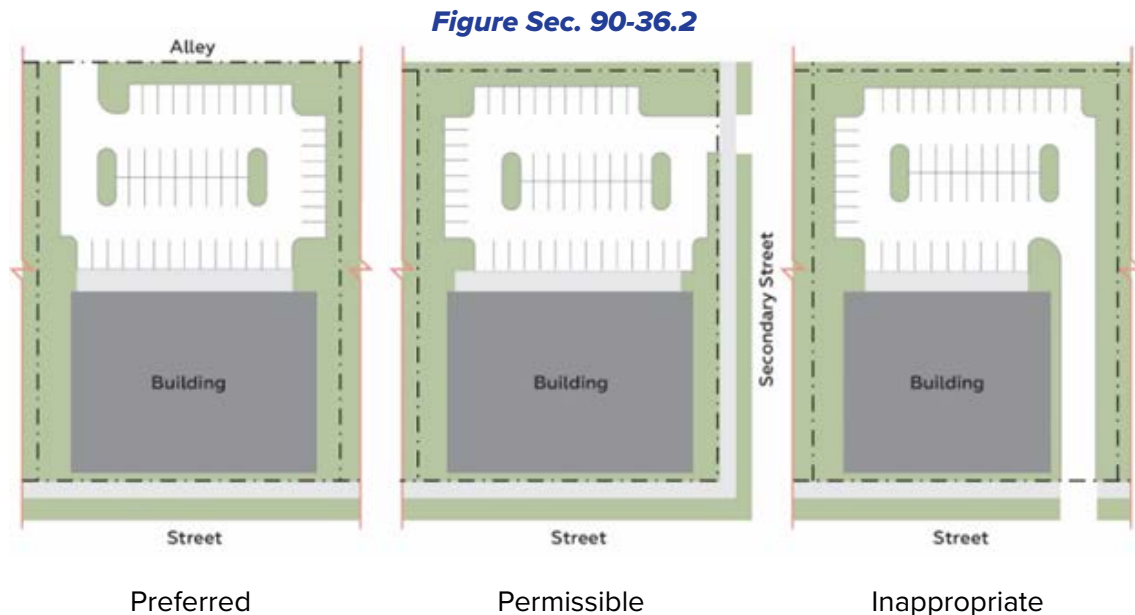 Figure Sec. 90-36.2
Alley
Building
Street
Preferred
Building
Secondary Street
Street
Permissible
Building
Street
Inappropriate